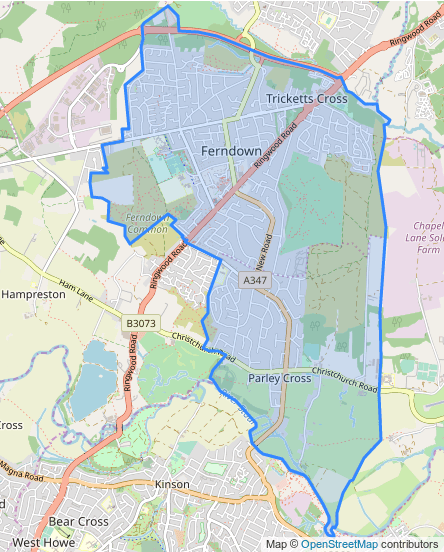 Ringwood Road
Tricketts Cross
Ferndown
Ringwood Road
Ferndown
Common
Chapel
Lane Sola
Farm
Ringwood Road
New Road
A347
Ham Lane
Hampreston
B3073
Christchurch Road
Ringwood Road
Parley Cross
Christchurch Road
Cross
Magna Road
Kinson
Bear Cross
West Howe
Map © OpenStreetMap contributors